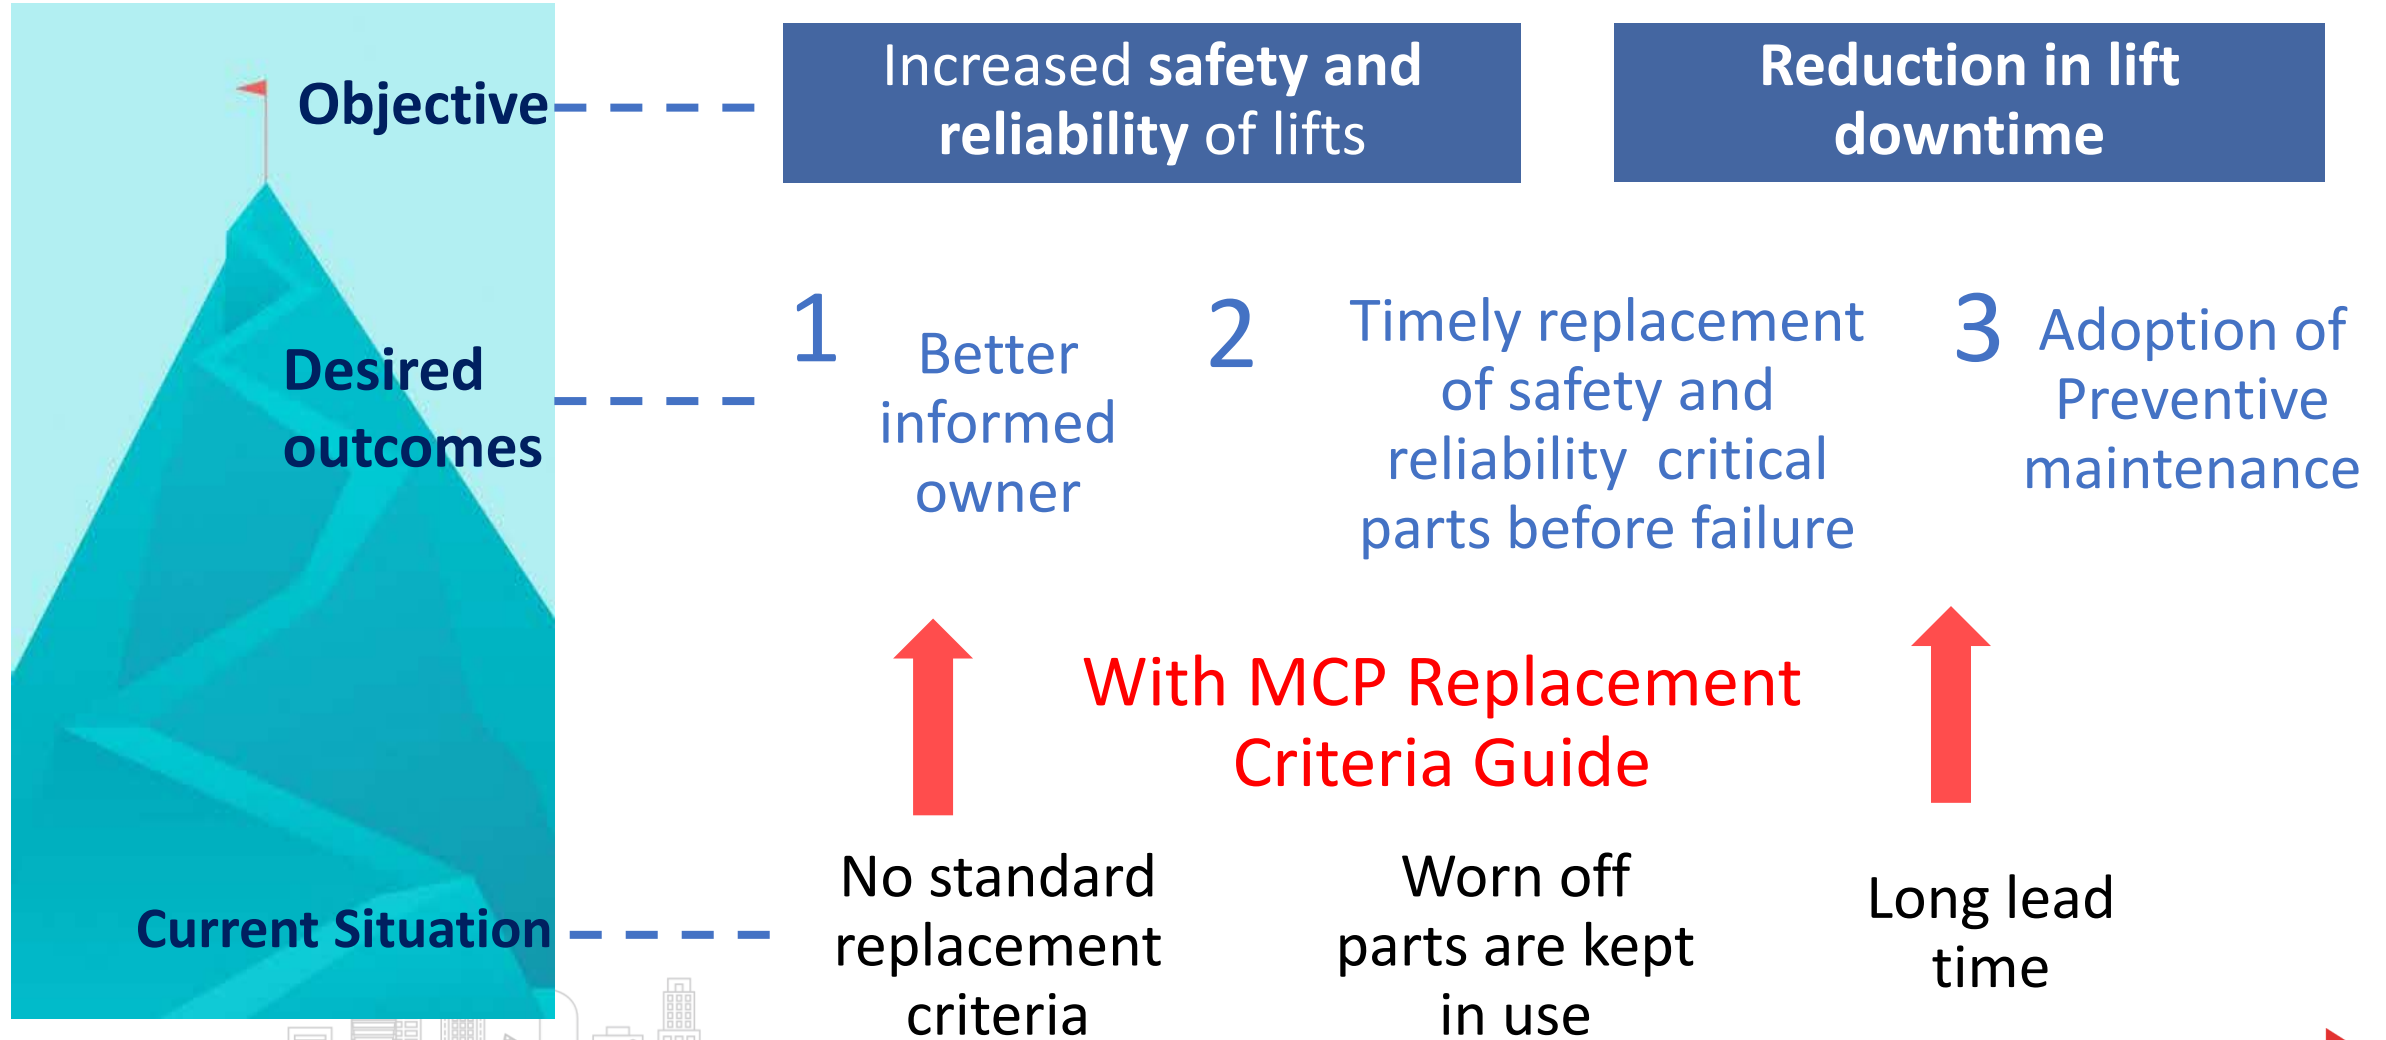 Objective
Increased safety and
reliability of lifts
Reduction in lift
downtime
Desired
outcomes
1
Better
informed
owner
2
Timely replacement
of safety and
reliability  critical
parts before failure
3
Adoption of
Preventive
maintenance
With MCP Replacement
Criteria Guide
Current Situation
No standard
replacement
criteria
Worn off
parts are kept
in use
Long lead
time